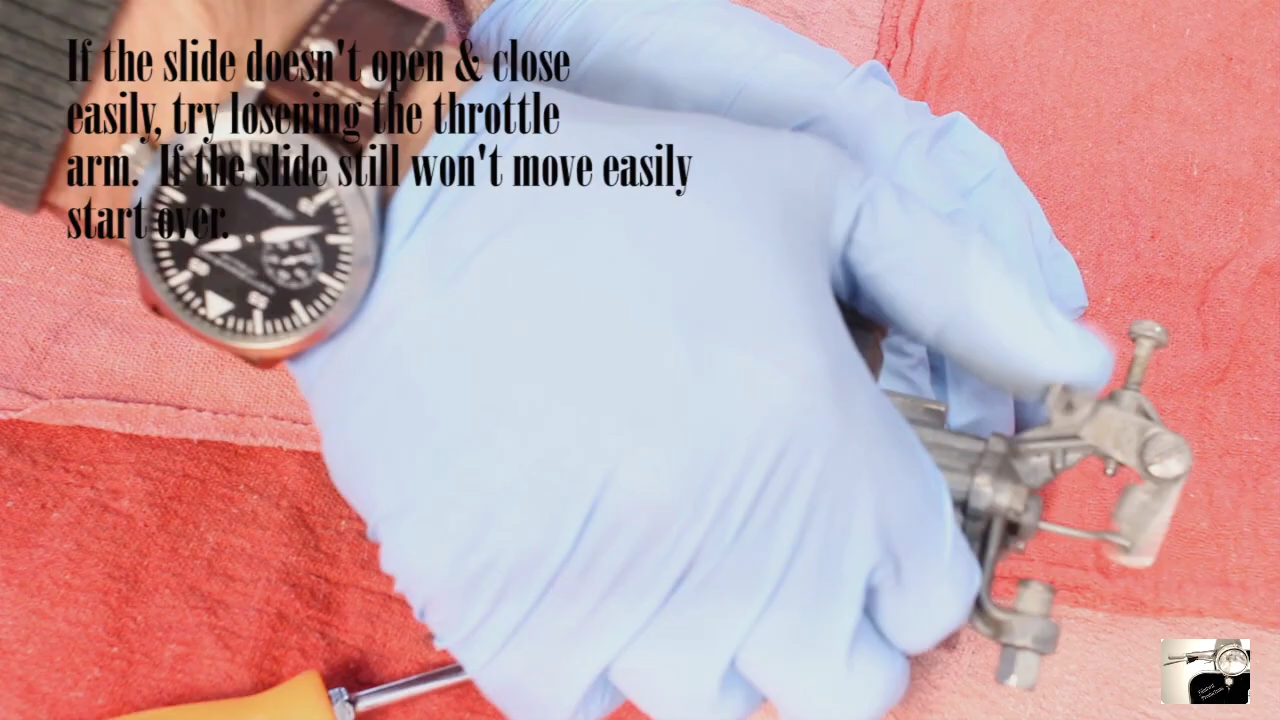 If the slide doesn't open & close
easily, try losening the throttle
arm.  If the slide still won't move easily
start over.